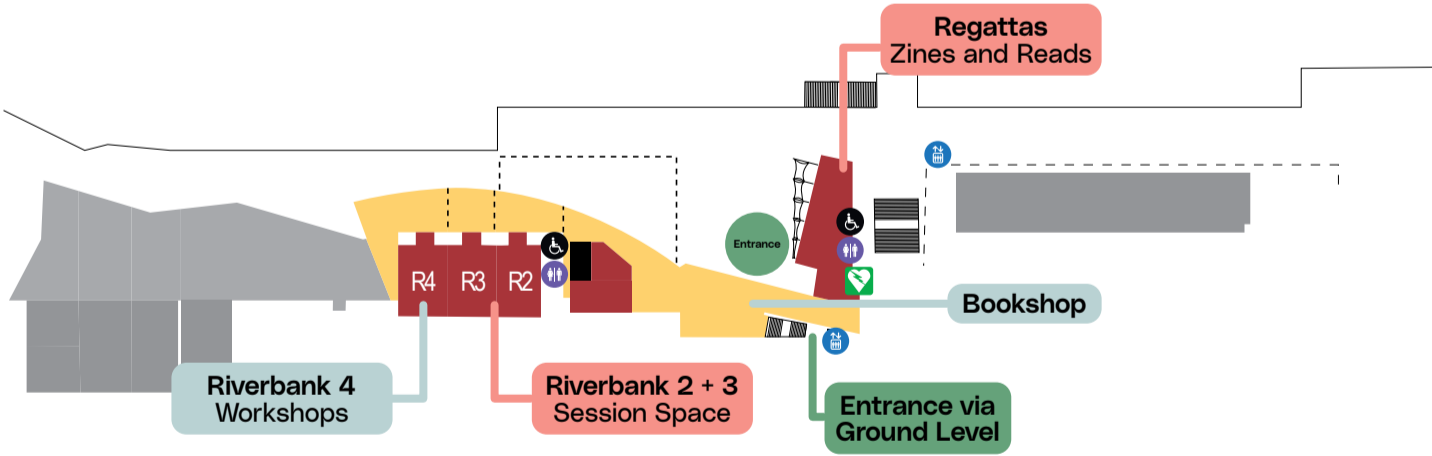 Regattas
Zines and Reads
Entrance
R4
R3
R2
Bookshop
Riverbank 4
Workshops
Riverbank 2 + 3
Session Space
Entrance via
Ground Level